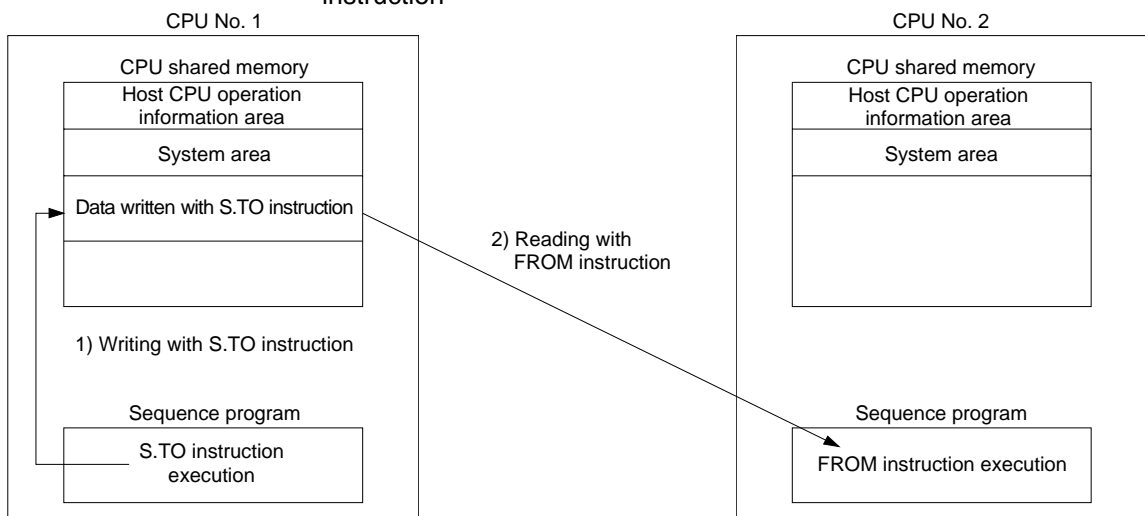 instruction
CPU No. 1
CPU shared memory
Host CPU operation
information area
System area
Data written with S.TO instruction
1) Writing with S.TO instruction
Sequence program
S.TO instruction
execution
2) Reading with
FROM instruction
CPU No. 2
CPU shared memory
Host CPU operation
information area
System area
Sequence program
FROM instruction execution